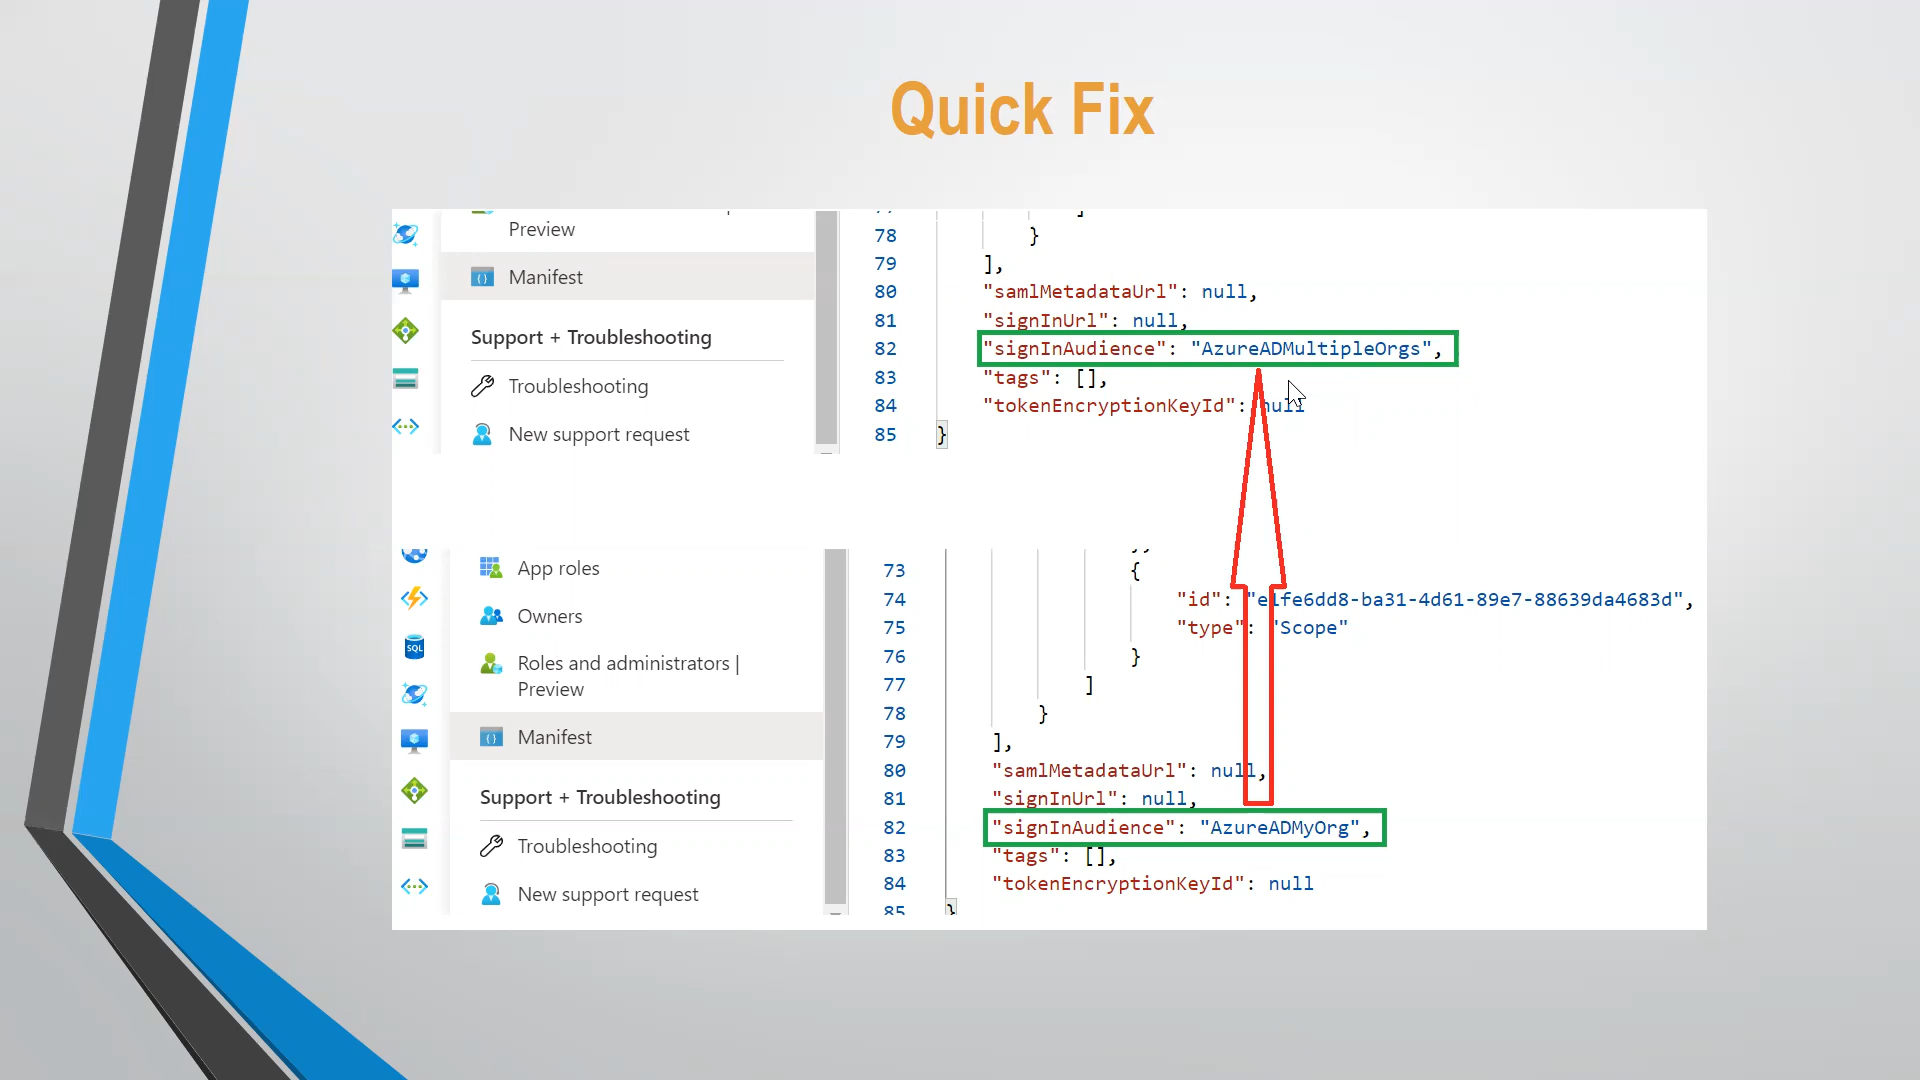 Quick Fix
Preview
Manifest
Support + Troubleshooting
Troubleshooting
New support request
]
78 }
79 ],
80 "samlMetadataUrl": null,
81 "signInUrl": null,
82 "signInAudience": "AzureADMultipleOrgs",
83 "tags": [],
84 "tokenEncryptionKeyId": null
85 }
App roles
Owners
Roles and administrators |
Preview
Manifest
Support + Troubleshooting
Troubleshooting
New support request
SQL
73 {
74 "id": "e1fe6dd8-ba31-4d61-89e7-88639da4683d",
75 "type": "Scope"
76 }
77 ]
78 }
79 ],
80 "samlMetadataUrl": null,
81 "signInUrl": null,
82 "signInAudience": "AzureADMyOrg",
83 "tags": [],
84 "tokenEncryptionKeyId": null
85 }